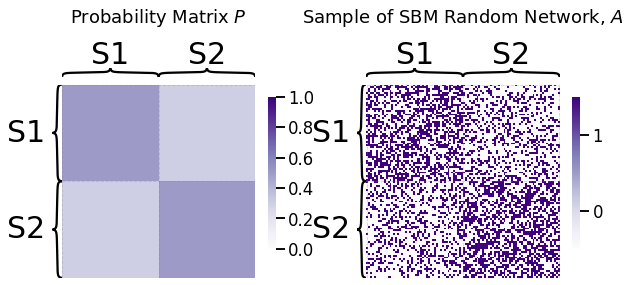 Probability Matrix P
S1 S2
S1
S2
1.0
0.8
0.6
0.4
0.2
0.0
Sample of SBM Random Network, A
S1 S2
S1
S2
1
0